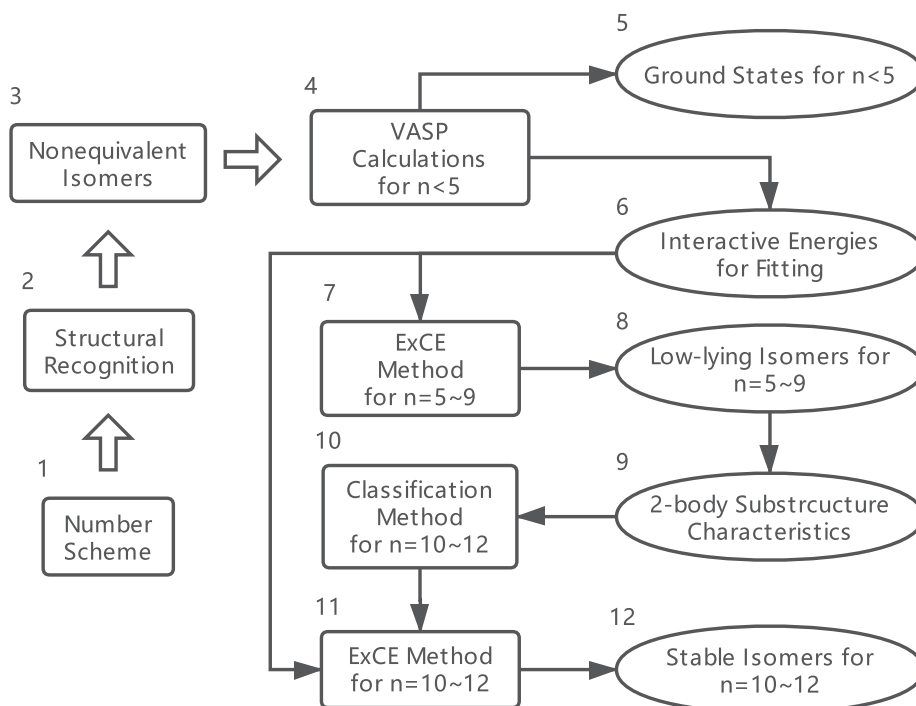 1
Number
Scheme
2
Structural
Recognition
3
Nonequivalent
Isomers
4
VASP
Calculations
for n<5
5
Ground States for n<5
6
Interactive Energies
for Fitting
7
ExCE
Method
for n=5~9
8
Low-lying Isomers for
n=5~9
9
2-body Substrcucture
Characteristics
10
Classification
Method
for n=10~12
11
ExCE Method
for n=10~12
12
Stable Isomers for
n=10~12